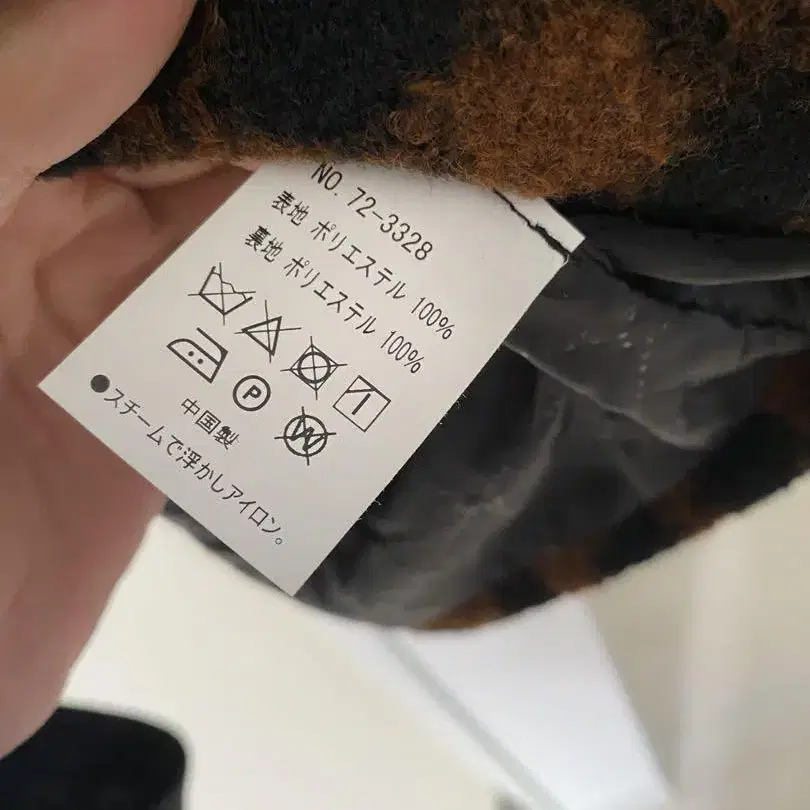 NO. 72-3328
表地 ポリエステル 100%
裏地 ポリエステル 100%
P
W
中国製
●スチームで浮かしアイロン。